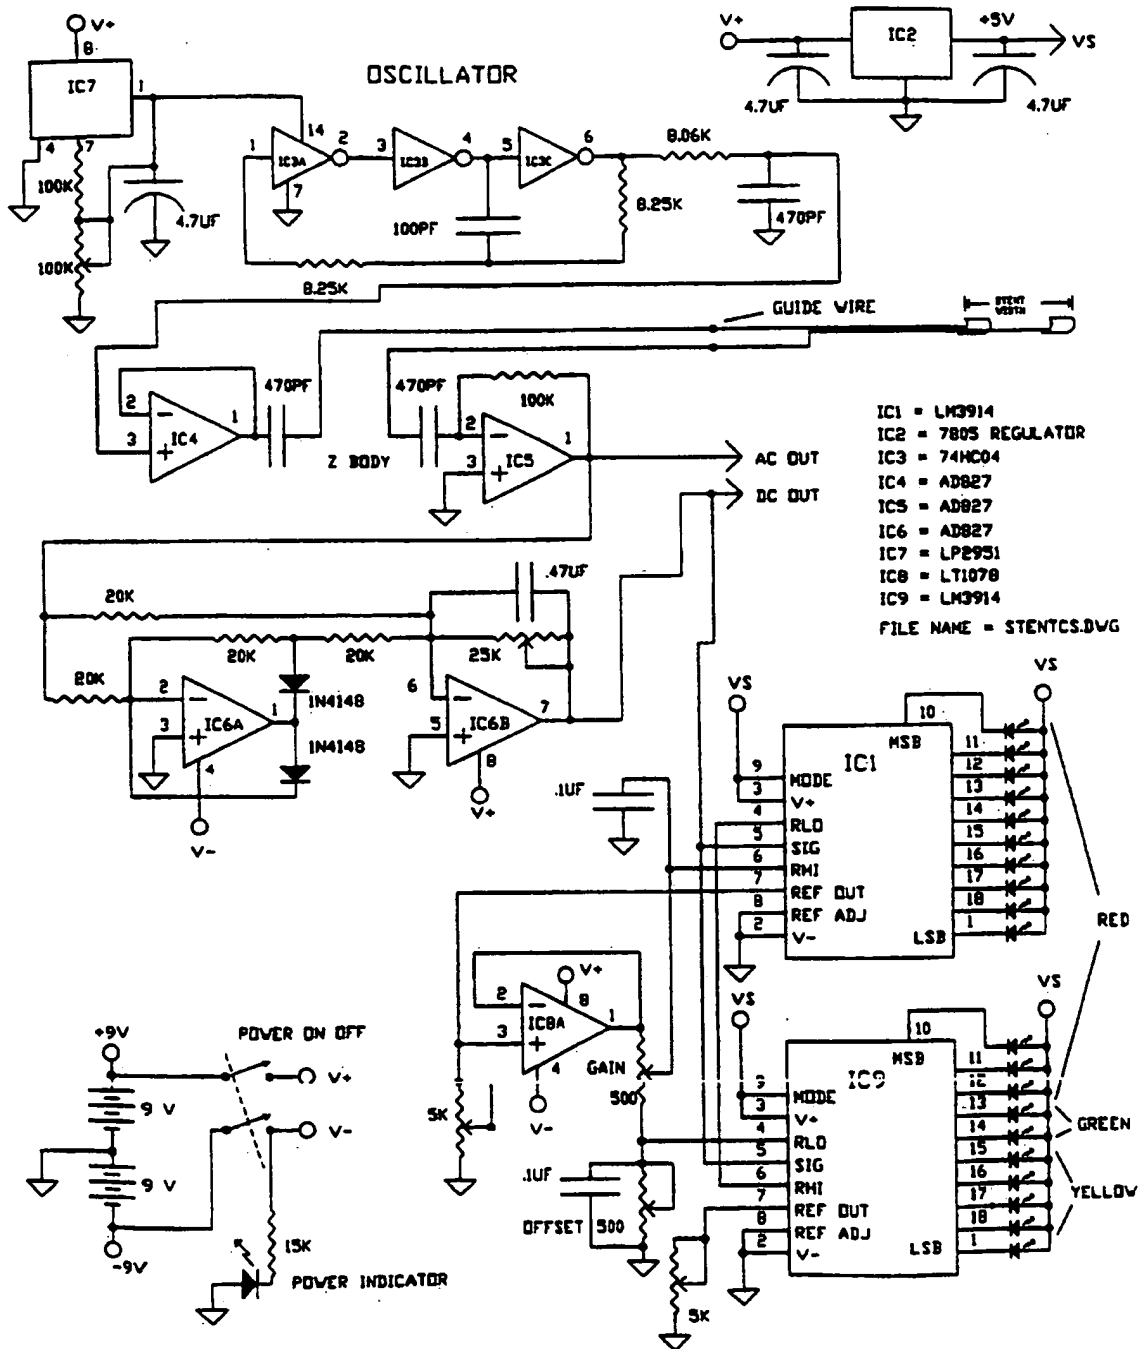 V+
8
IC7
1
4
7
100K
100K
4.7UF
OSCILLATOR
1
14
IC3A
2
7
3
IC3B
4
5
IC3C
6
8.06K
8.25K
100PF
470PF
8.25K
V+
IC2
+5V
VS
4.7UF
4.7UF
GUIDE WIRE
STENT
WIDTH
2
3
IC4
1
470PF
Z BODY
470PF
100K
2
3
IC5
1
AC OUT
DC OUT
IC1 = LM3914
IC2 = 7805 REGULATOR
IC3 = 74HC04
IC4 = AD827
IC5 = AD827
IC6 = AD827
IC7 = LP2951
IC8 = LT1078
IC9 = LM3914
FILE NAME = STENTCS.DWG
20K
20K
20K
20K
.47UF
25K
2
3
IC6A
1
4
V-
1N4148
1N4148
6
5
IC6B
7
8
V+
.1UF
VS
VS
10
MSB
IC1
9
MODE
3
V+
4
RLO
5
SIG
6
RHI
7
REF OUT
8
REF ADJ
2
V-
LSB
11
12
13
14
15
16
17
18
1
RED
2
3
IC8A
V+
8
1
4
V-
GAIN
500
5K
.1UF
OFFSET 500
5K
VS
VS
10
MSB
IC9
9
MODE
3
V+
4
RLO
5
SIG
6
RHI
7
REF OUT
8
REF ADJ
2
V-
LSB
11
12
13
14
15
16
17
18
1
GREEN
YELLOW
+9V
POWER ON OFF
V+
9 V
V-
9 V
-9V
15K
POWER INDICATOR